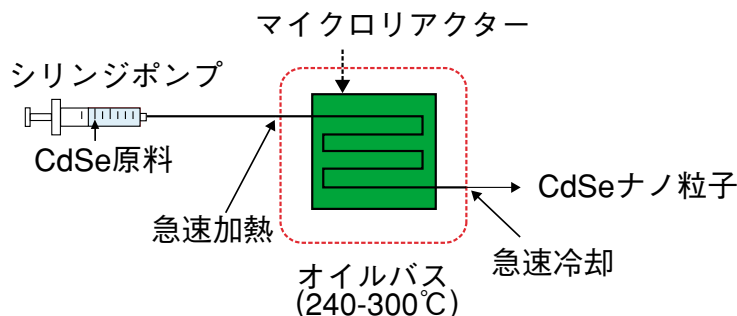 マイクロリアクター
シリンジポンプ
CdSe原料
急速加熱
CdSeナノ粒子
急速冷却
オイルバス
(240-300℃)